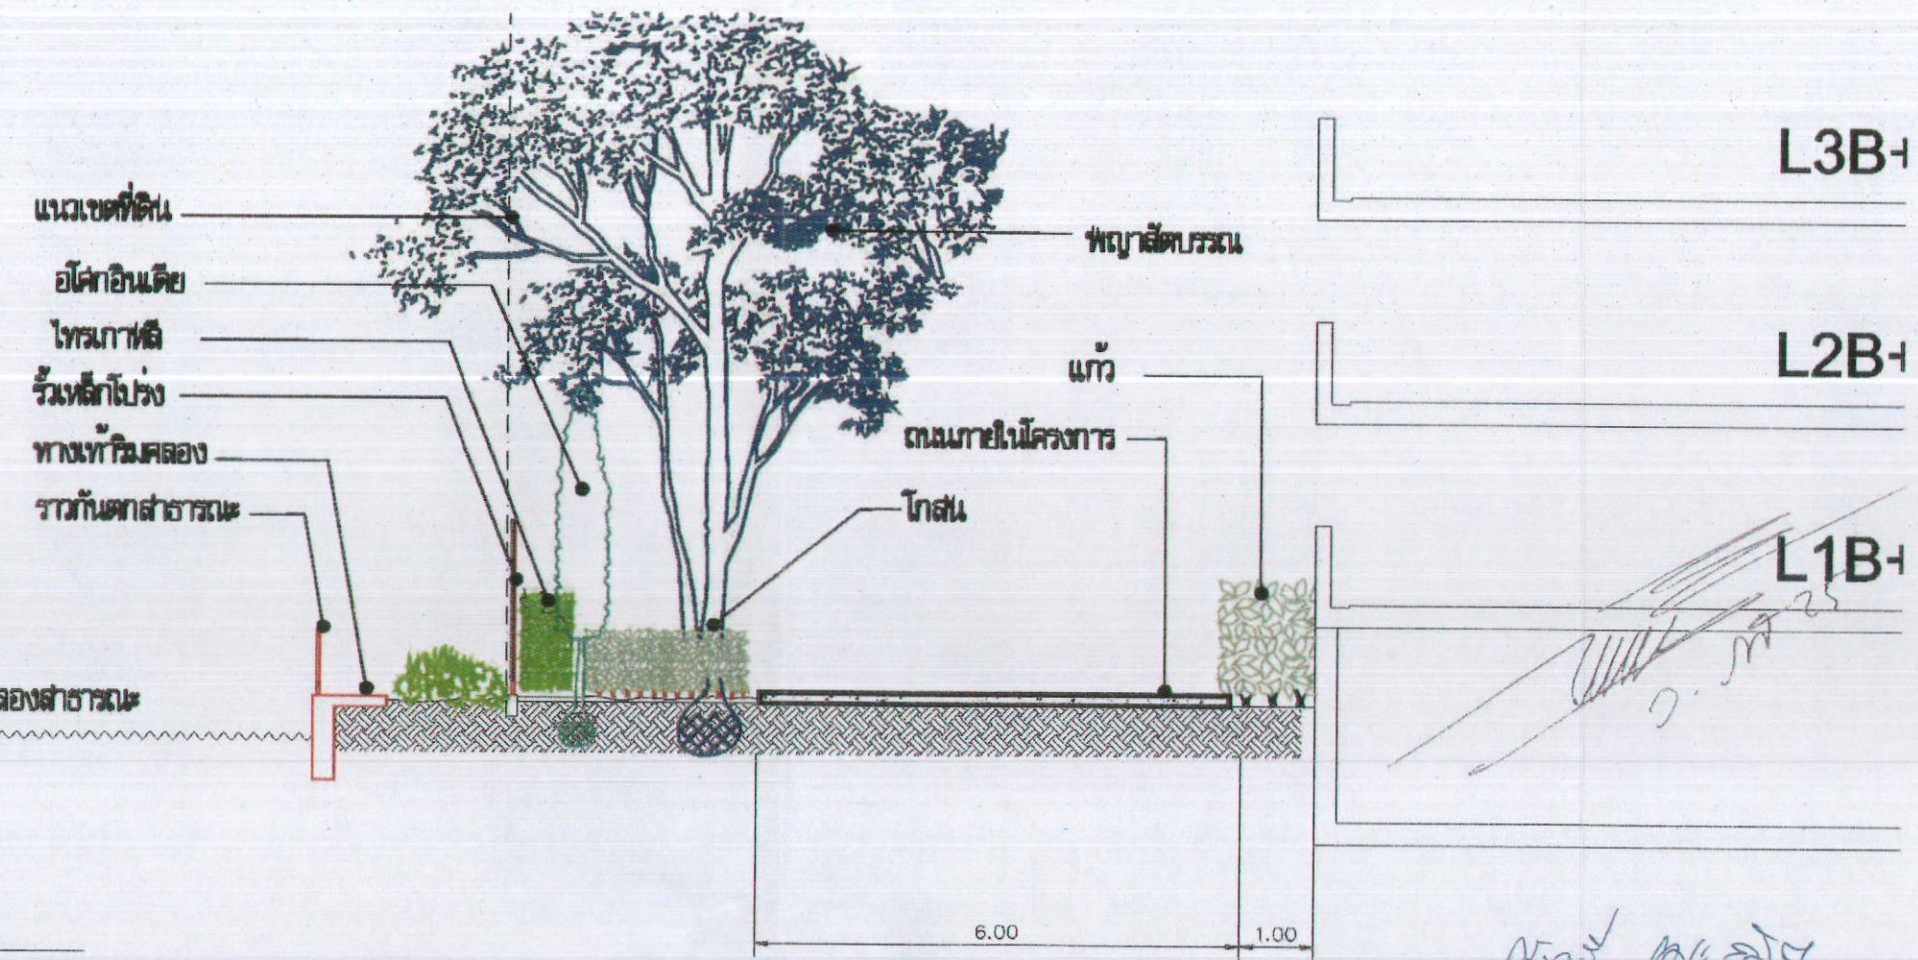 L3B+
แนวเขตที่ดิน
พญาสัตบรรณ
อโศกอินเดีย
ไทรเกาหลี
L2B+
แก้ว
รั้วเหล็กโปร่ง
ถนนภายในโครงการ
ทางเท้าริมคลอง
ราวกันตกสาธารณะ
โกสน
L1B+
ลองสาธารณะ
6.00
1.00